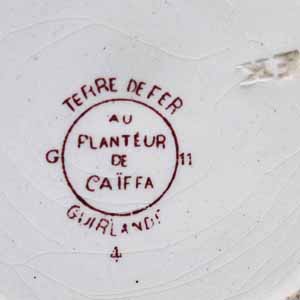 TERRE DE FER
AU
PLANTEUR
DE
CAÏFFA
G 11
GUIRLANDE
4